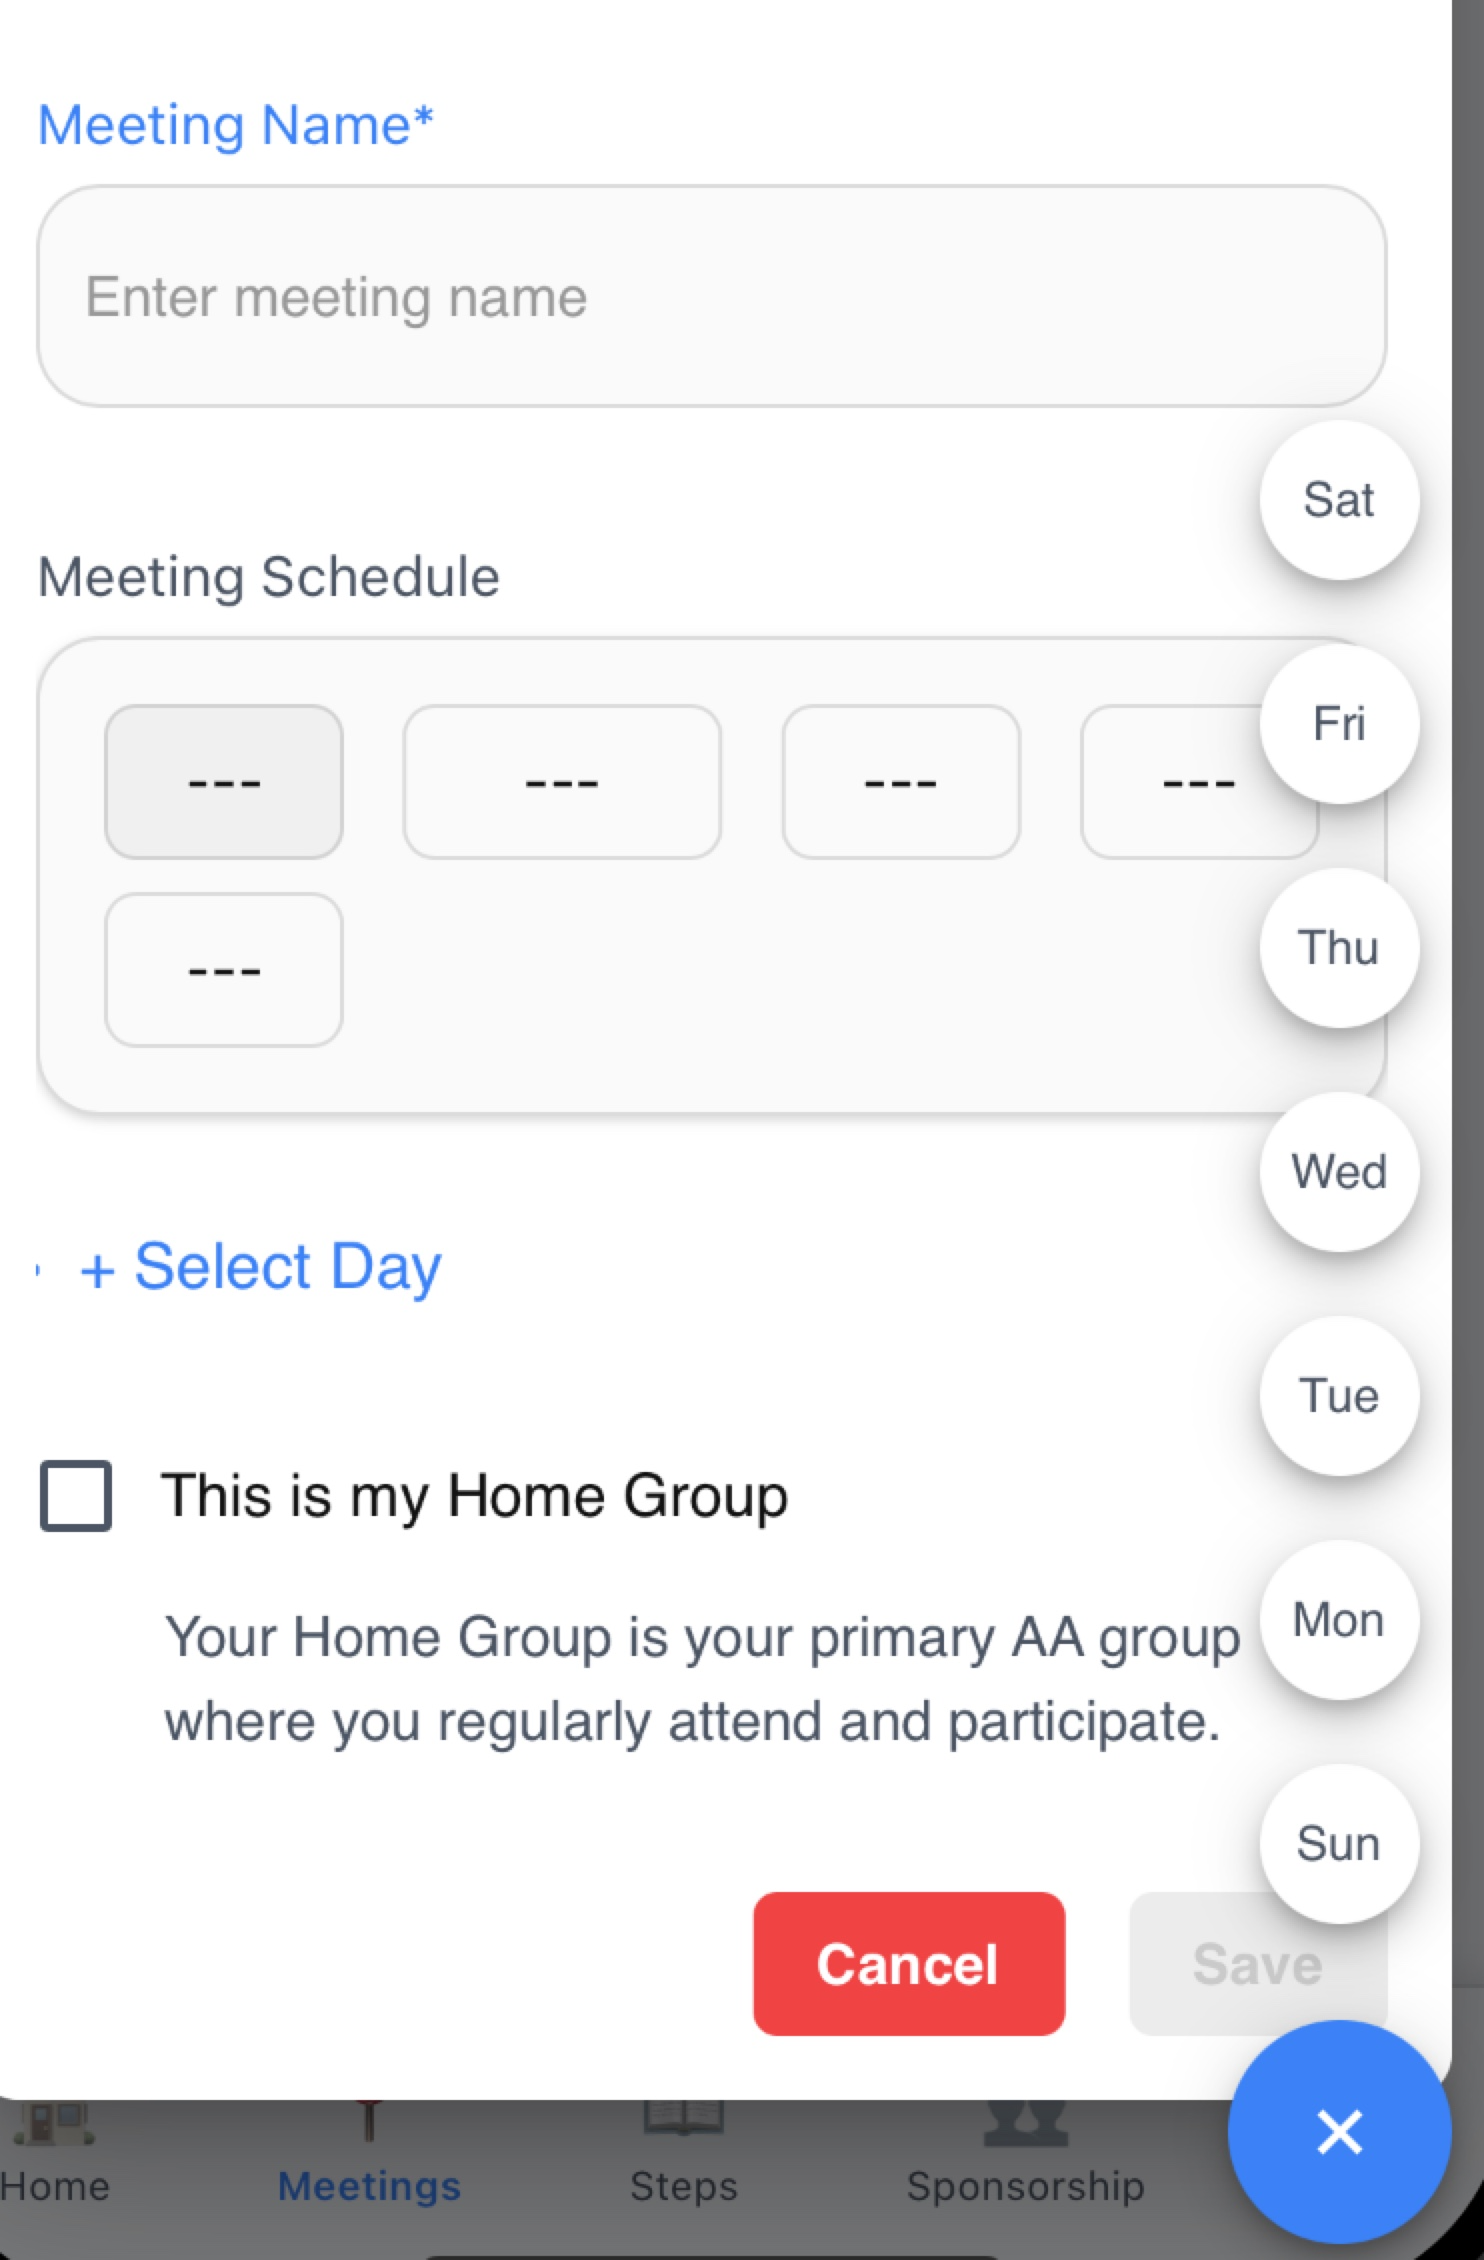 Meeting Name*
Enter meeting name
Sat
Meeting Schedule
Fri
--- --- --- ---
Thu
---
Wed
+ Select Day
Tue
This is my Home Group
Mon
Your Home Group is your primary AA group
where you regularly attend and participate.
Sun
Cancel
Save
×
Home
Meetings
Steps
Sponsorship